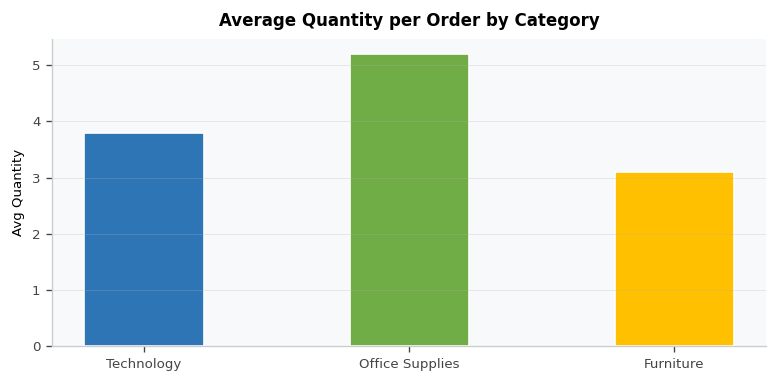 Average Quantity per Order by Category
Avg Quantity
5
4
3
2
1
0
Technology
Office Supplies
Furniture